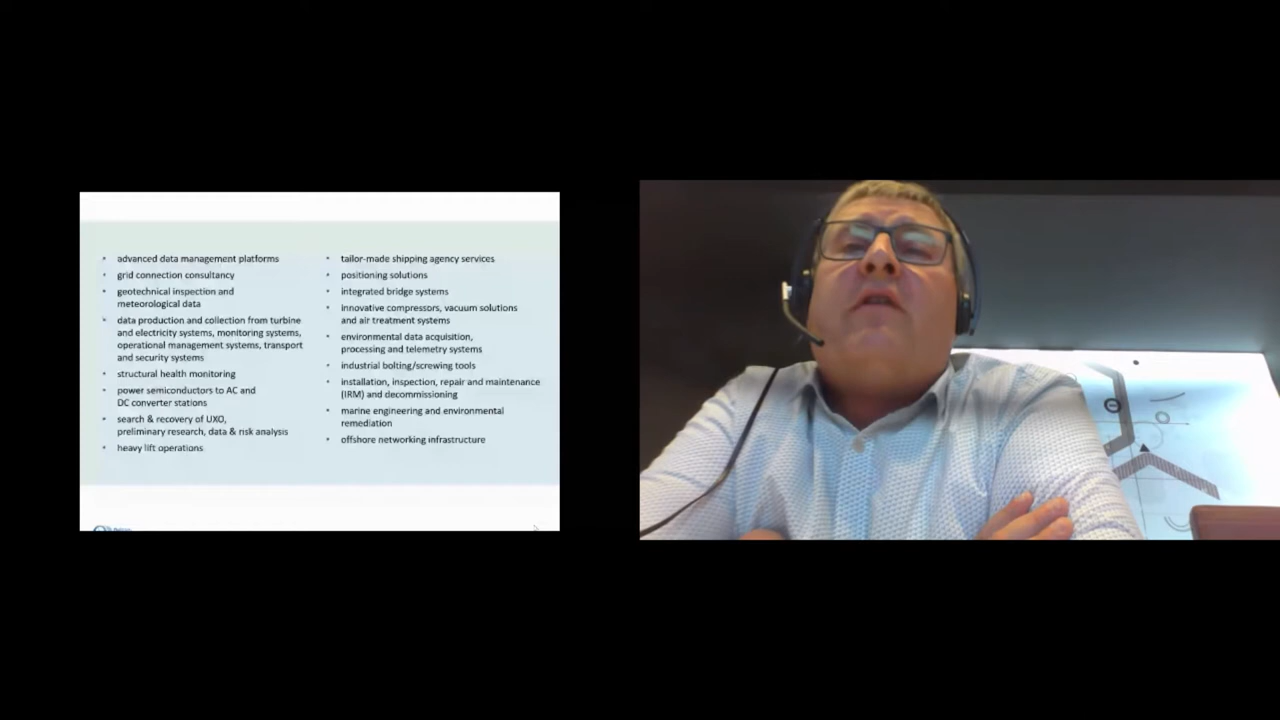 advanced data management platforms
grid connection consultancy
geotechnical inspection and
meteorological data
data production and collection from turbine
and electricity systems, monitoring systems,
operational management systems, transport
and security systems
structural health monitoring
power semiconductors to AC and
DC converter stations
search & recovery of UXO,
preliminary research, data & risk analysis
heavy lift operations
tailor-made shipping agency services
positioning solutions
integrated bridge systems
innovative compressors, vacuum solutions
and air treatment systems
environmental data acquisition,
processing and telemetry systems
industrial bolting/screwing tools
installation, inspection, repair and maintenance
(IRM) and decommissioning
marine engineering and environmental
remediation
offshore networking infrastructure